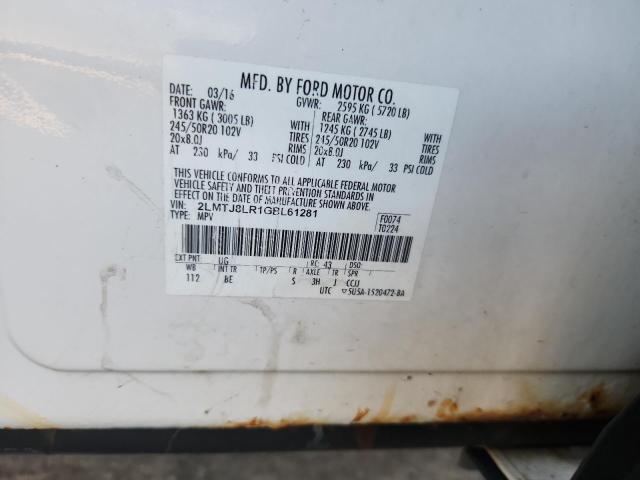 MFD. BY FORD MOTOR CO.
DATE: 03/16 GVWR: 2595 KG ( 5720 LB)
FRONT GAWR: REAR GAWR:
1363 KG ( 3005 LB) 1245 KG ( 2745 LB)
245/50R20 102V TIRES 245/50R20 102V TIRES
20x8.0J RIMS 20x8.0J RIMS
AT 230 kPa/ 33 PSI COLD AT 230 kPa/ 33 PSI COLD
THIS VEHICLE CONFORMS TO ALL APPLICABLE FEDERAL MOTOR
VEHICLE SAFETY AND THEFT PREVENTION STANDARDS IN
EFFECT ON THE DATE OF MANUFACTURE SHOWN ABOVE.
VIN: 2LMTJ8LR1GBL61281 F0074
TYPE: MPV T0224
EXT PNT: UG RC: 43 DSO:
WB INT TR TP/PS R AXLE TR SPR
112 BE S 3H J CCJJ
UTC ▽5U5A-1520472-BA